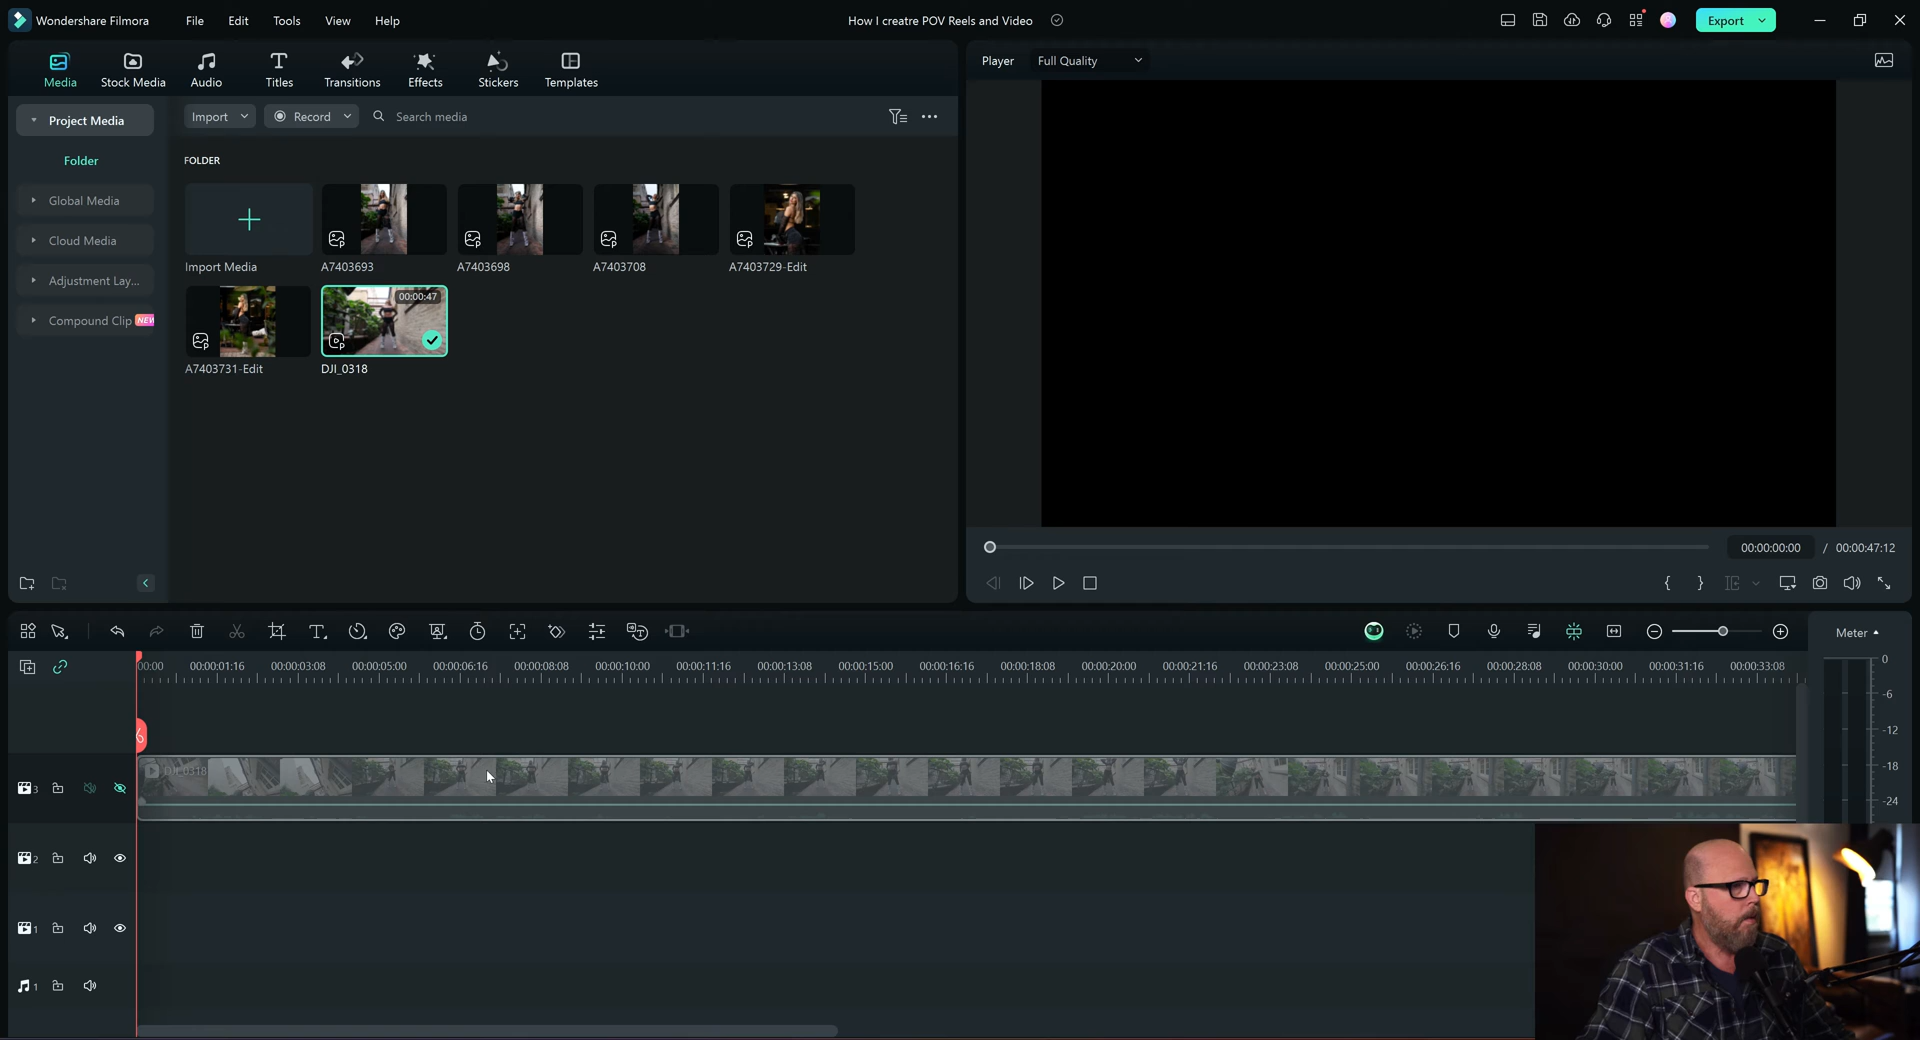 Wondershare Filmora
File
Edit
Tools
View
Help
How I creatre POV Reels and Video
Export
Media
Stock Media
Audio
Titles
Transitions
Effects
Stickers
Templates
Player
Full Quality
Project Media
Import
Record
Search media
Folder
FOLDER
Global Media
Cloud Media
Adjustment Lay...
Compound Clip NEW
Import Media
A7403693
A7403698
A7403708
A7403729-Edit
00:00:47
A7403731-Edit
DJI_0318
00:00:00:00 / 00:00:47:12
Meter
00:00
00:00:01:16
00:00:03:08
00:00:05:00
00:00:06:16
00:00:08:08
00:00:10:00
00:00:11:16
00:00:13:08
00:00:15:00
00:00:16:16
00:00:18:08
00:00:20:00
00:00:21:16
00:00:23:08
00:00:25:00
00:00:26:16
00:00:28:08
00:00:30:00
00:00:31:16
00:00:33:08
0
-6
-12
-18
-24
DJI_0318
3
2
1
1